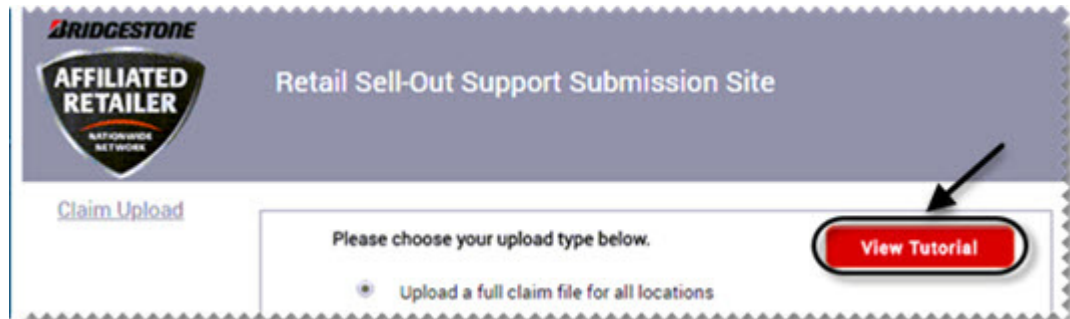 BRIDGESTONE
AFFILIATED
RETAILER
NATIONWIDE
NETWORK
Retail Sell-Out Support Submission Site
Claim Upload
Please choose your upload type below.
View Tutorial
Upload a full claim file for all locations